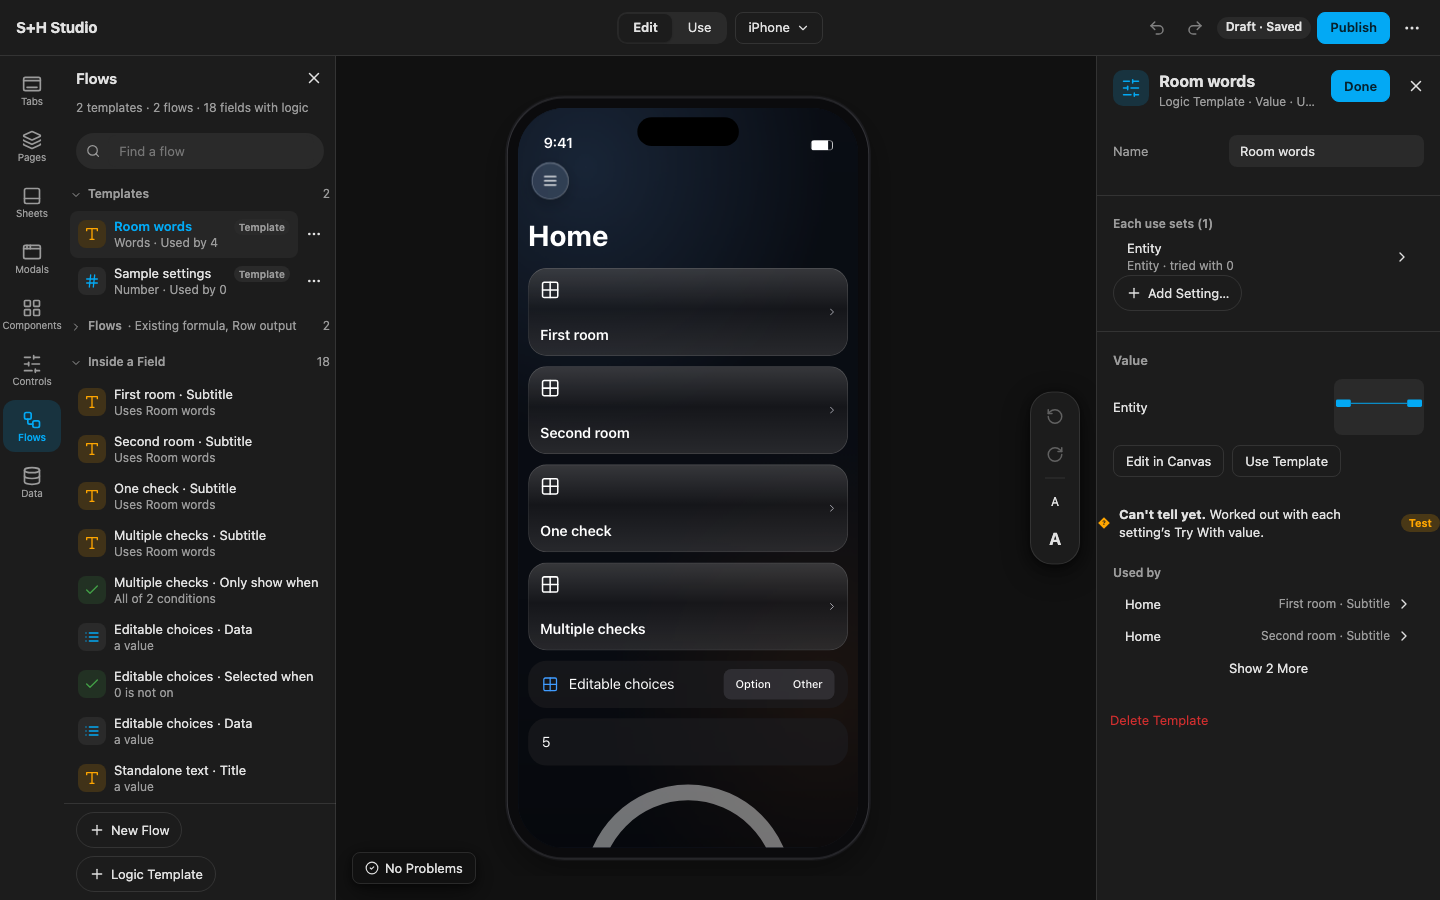 S+H Studio
Edit
Use
iPhone
Draft · Saved
Publish
Tabs
Pages
Sheets
Modals
Components
Controls
Flows
Data
Flows
2 templates · 2 flows · 18 fields with logic
Find a flow
Templates 2
Room words Template
Words · Used by 4
Sample settings Template
Number · Used by 0
Flows · Existing formula, Row output 2
Inside a Field 18
First room · Subtitle
Uses Room words
Second room · Subtitle
Uses Room words
One check · Subtitle
Uses Room words
Multiple checks · Subtitle
Uses Room words
Multiple checks · Only show when
All of 2 conditions
Editable choices · Data
a value
Editable choices · Selected when
0 is not on
Editable choices · Data
a value
Standalone text · Title
a value
New Flow
Logic Template
9:41
Home
First room
Second room
One check
Multiple checks
Editable choices Option Other
5
No Problems
A
A
Room words
Logic Template · Value · U...
Done
Name Room words
Each use sets (1)
Entity
Entity · tried with 0
Add Setting...
Value
Entity
Edit in Canvas
Use Template
Can't tell yet. Worked out with each
setting's Try With value.
Test
Used by
Home First room · Subtitle
Home Second room · Subtitle
Show 2 More
Delete Template